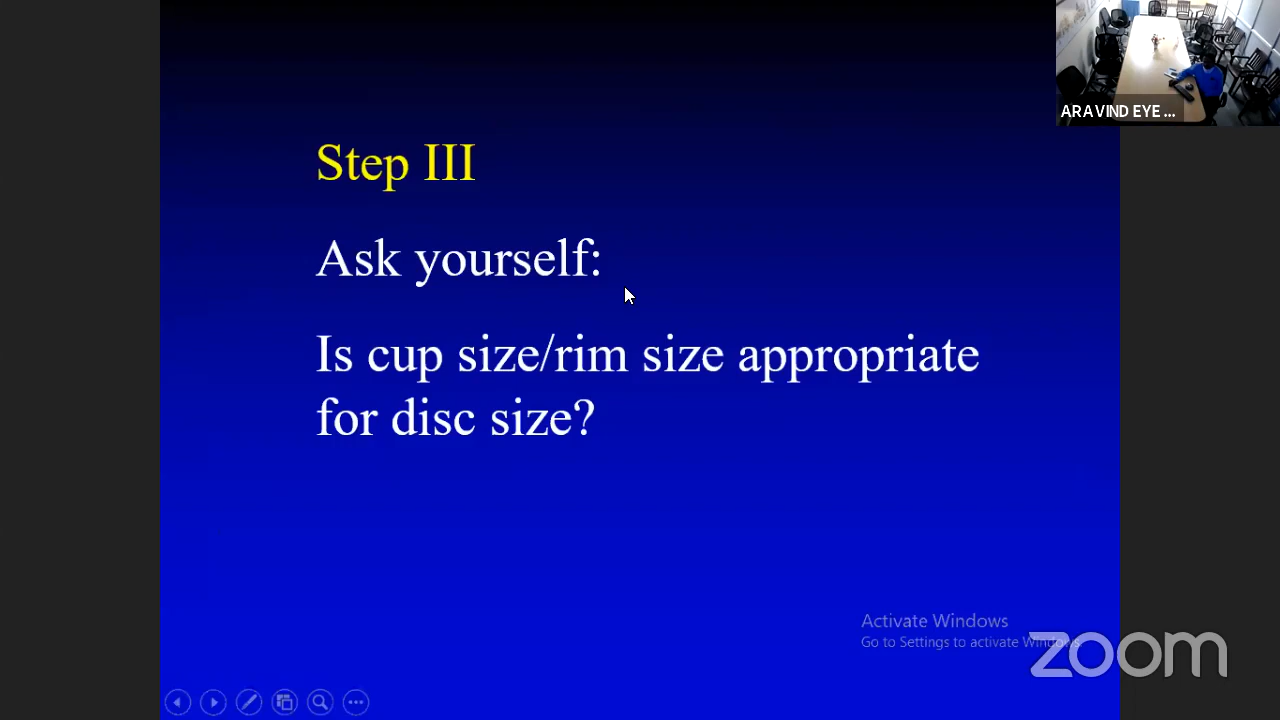 ARAVIND EYE ...
Step III
Ask yourself:
Is cup size/rim size appropriate
for disc size?
Activate Windows
Go to Settings to activate Windows.
zoom